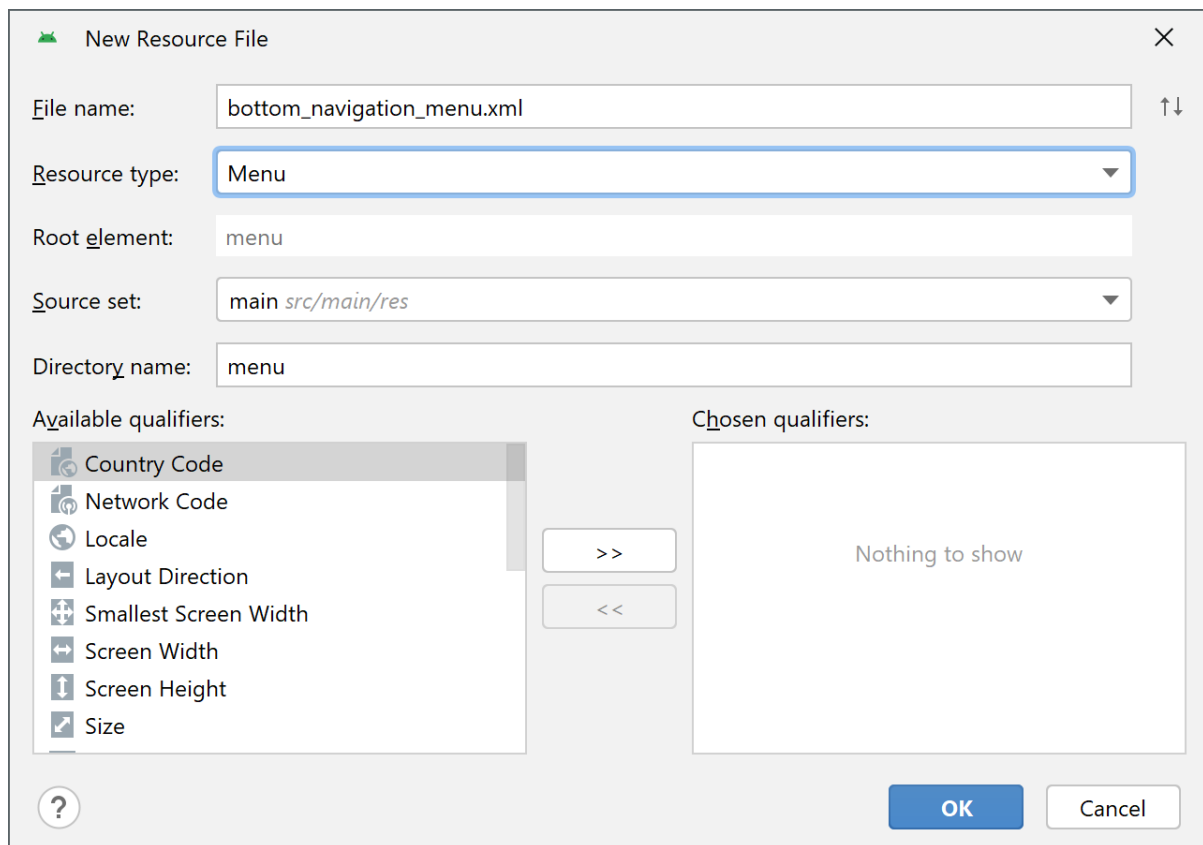 New Resource File
File name: bottom_navigation_menu.xml
Resource type: Menu
Root element: menu
Source set: main src/main/res
Directory name: menu
Available qualifiers:
Country Code
Network Code
Locale
Layout Direction
Smallest Screen Width
Screen Width
Screen Height
Size
>>
<<
Chosen qualifiers:
Nothing to show
?
OK
Cancel